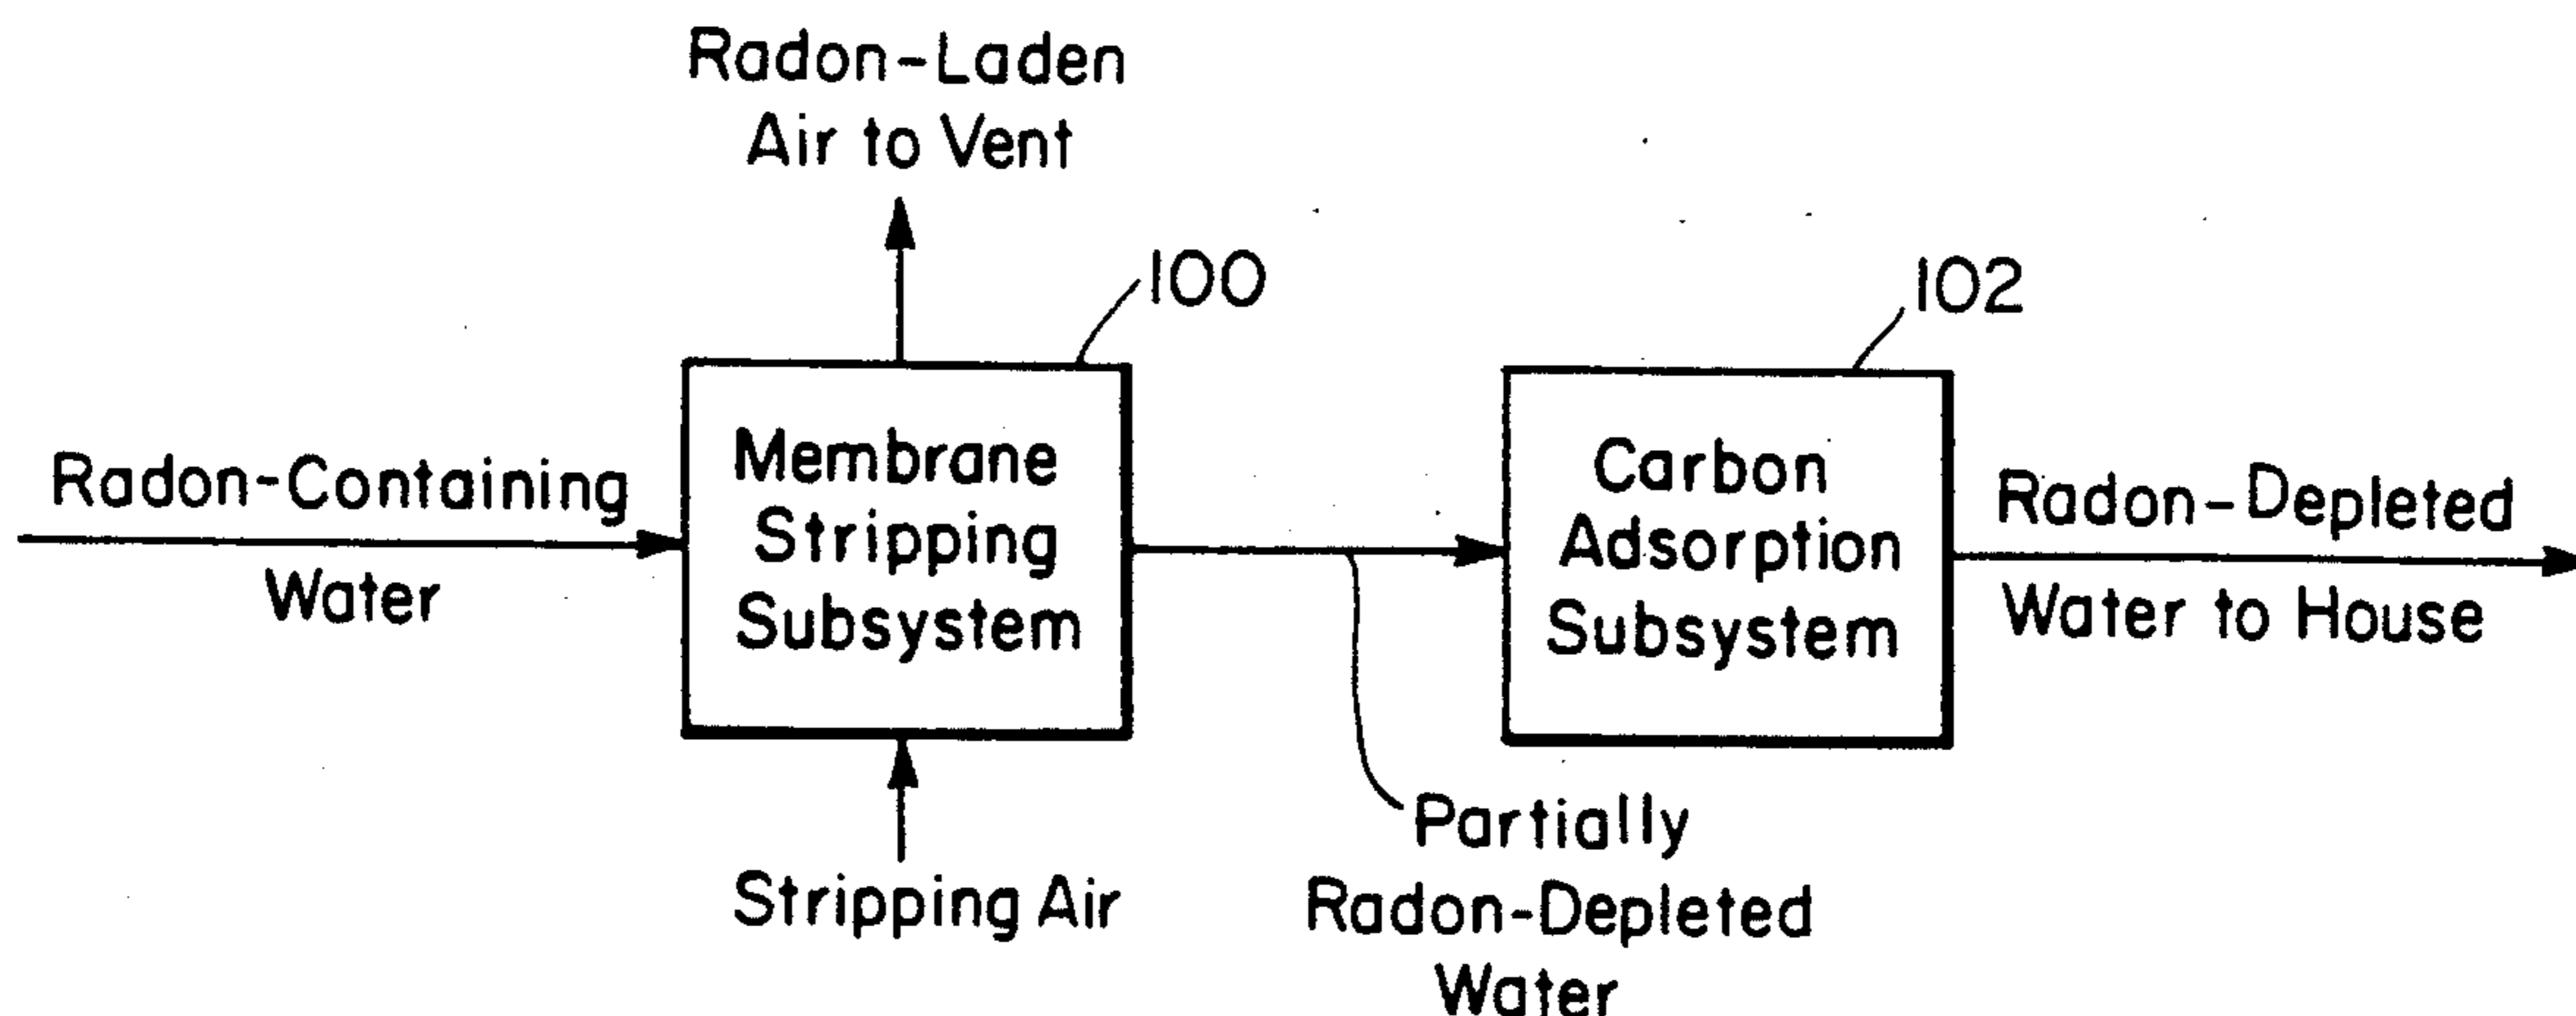 Radon-Laden
Air to Vent
100
102
Radon-Containing
Water
Membrane
Stripping
Subsystem
Carbon
Adsorption
Subsystem
Radon-Depleted
Water to House
Stripping Air
Partially
Radon-Depleted
Water